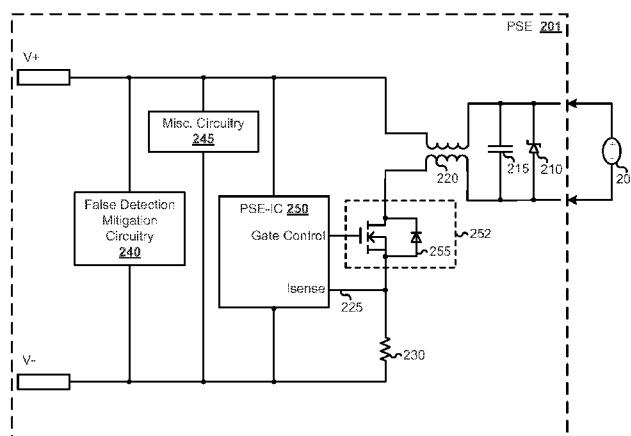 PSE 201
V+
Misc. Circuitry
245
False Detection
Mitigation
Circuitry
240
PSE-IC 250
Gate Control
Isense
220
215
210
20
252
255
225
230
V-